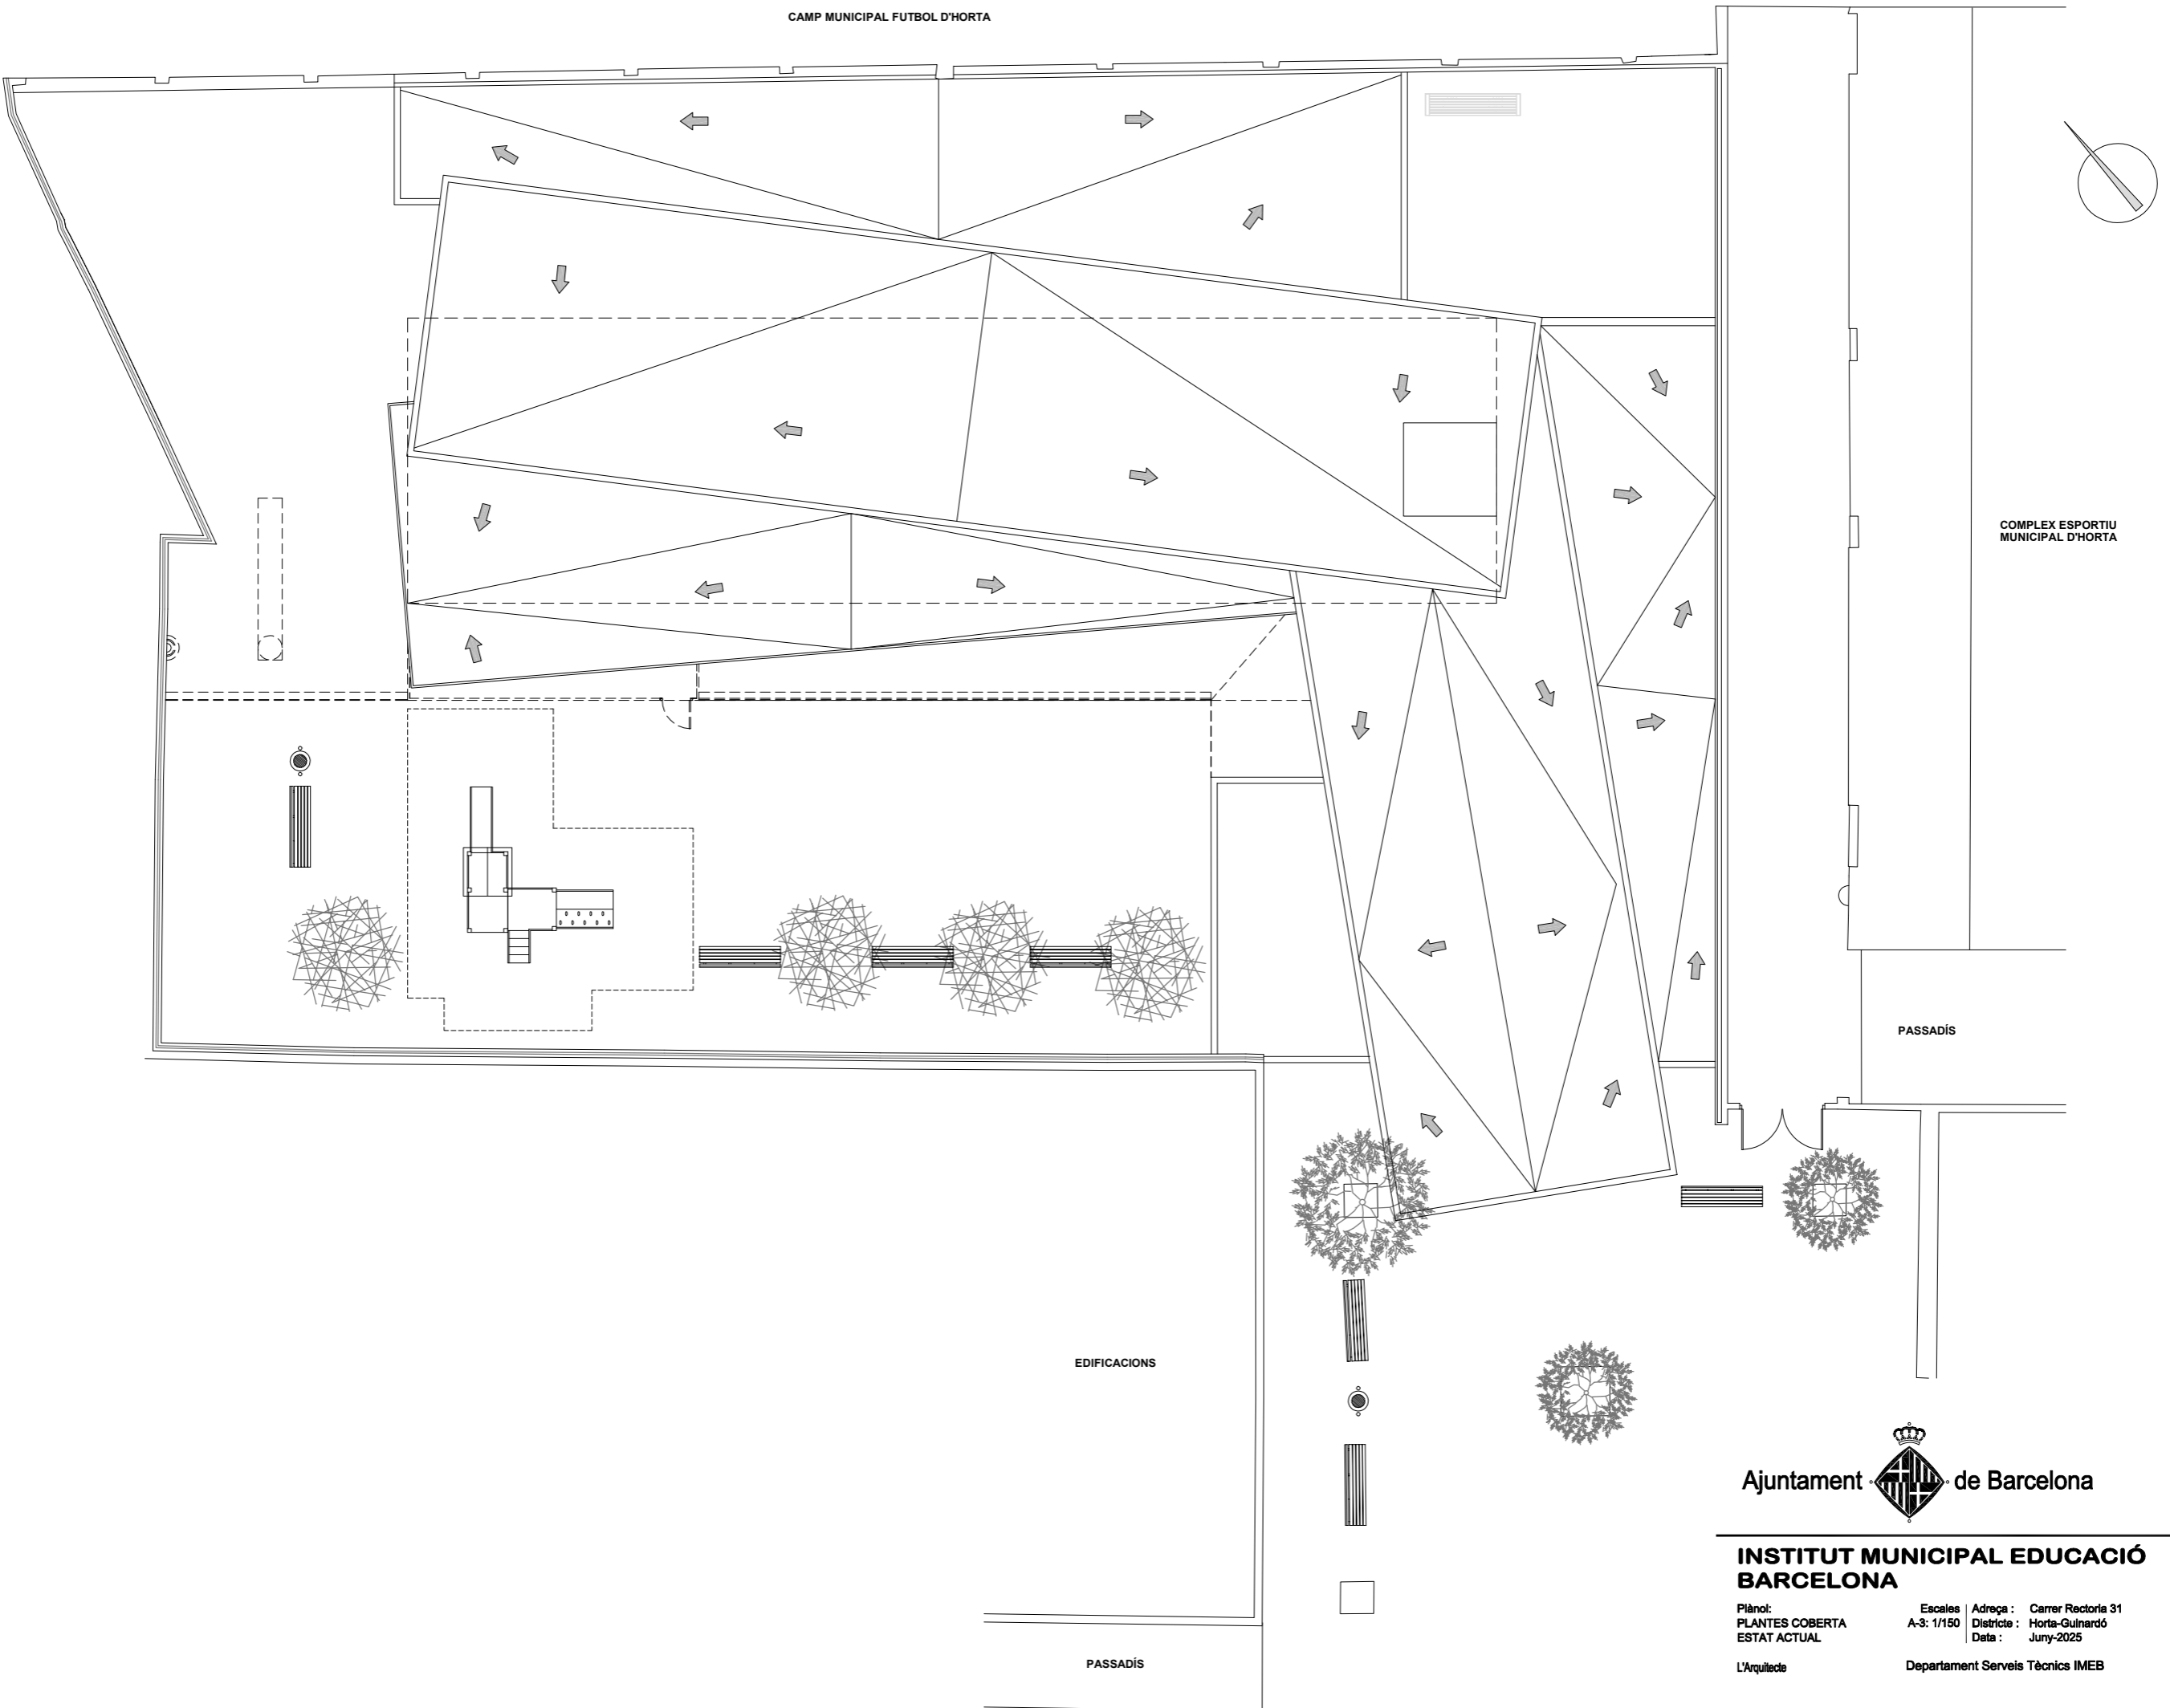 CAMP MUNICIPAL FUTBOL D'HORTA
COMPLEX ESPORTIU
MUNICIPAL D'HORTA
PASSADÍS
EDIFICACIONS
PASSADÍS
Ajuntament de Barcelona
INSTITUT MUNICIPAL EDUCACIÓ
BARCELONA
Plànol:
PLANTES COBERTA
ESTAT ACTUAL
L'Arquitecte
Escales
A-3: 1/150
Adreça : Carrer Rectoria 31
Districte : Horta-Guinardó
Data : Juny-2025
Departament Serveis Tècnics IMEB